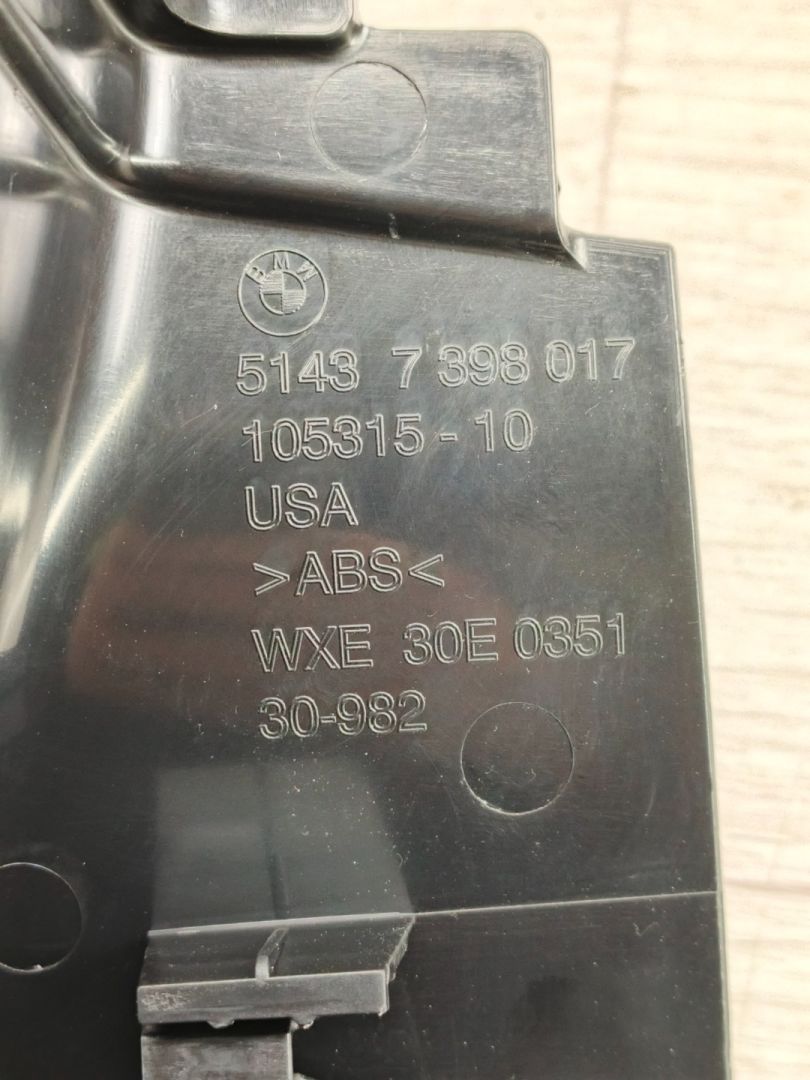 BMW
5143 7 398 017
105315-10
USA
>ABS<
WXE 30E 0351
30-982